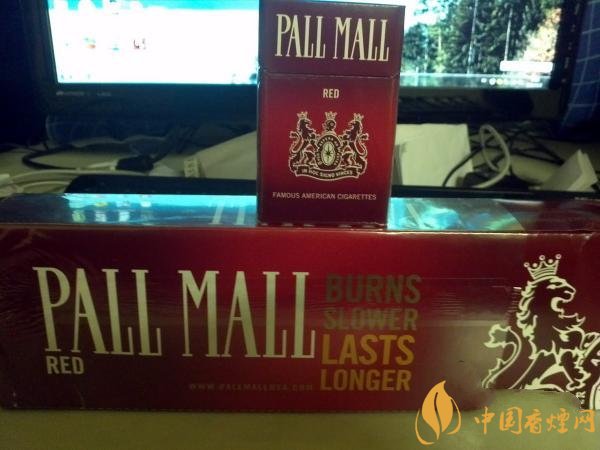 PALL MALL
RED
IN HOC SIGNO VINCES
FAMOUS AMERICAN CIGARETTES
PALL MALL
RED
BURNS
SLOWER
LASTS
LONGER
WWW.PALLMALLUSA.COM
中国香烟网